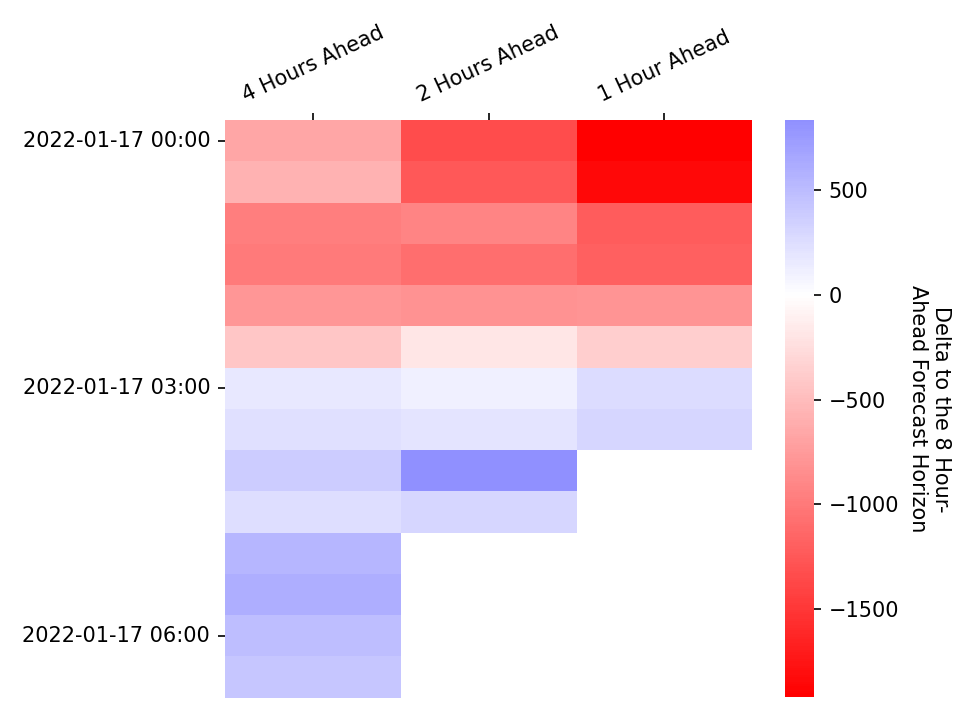 4 Hours Ahead
2 Hours Ahead
1 Hour Ahead
2022-01-17 00:00
2022-01-17 03:00
2022-01-17 06:00
500
0
−500
−1000
−1500
Delta to the 8 Hour-
Ahead Forecast Horizon